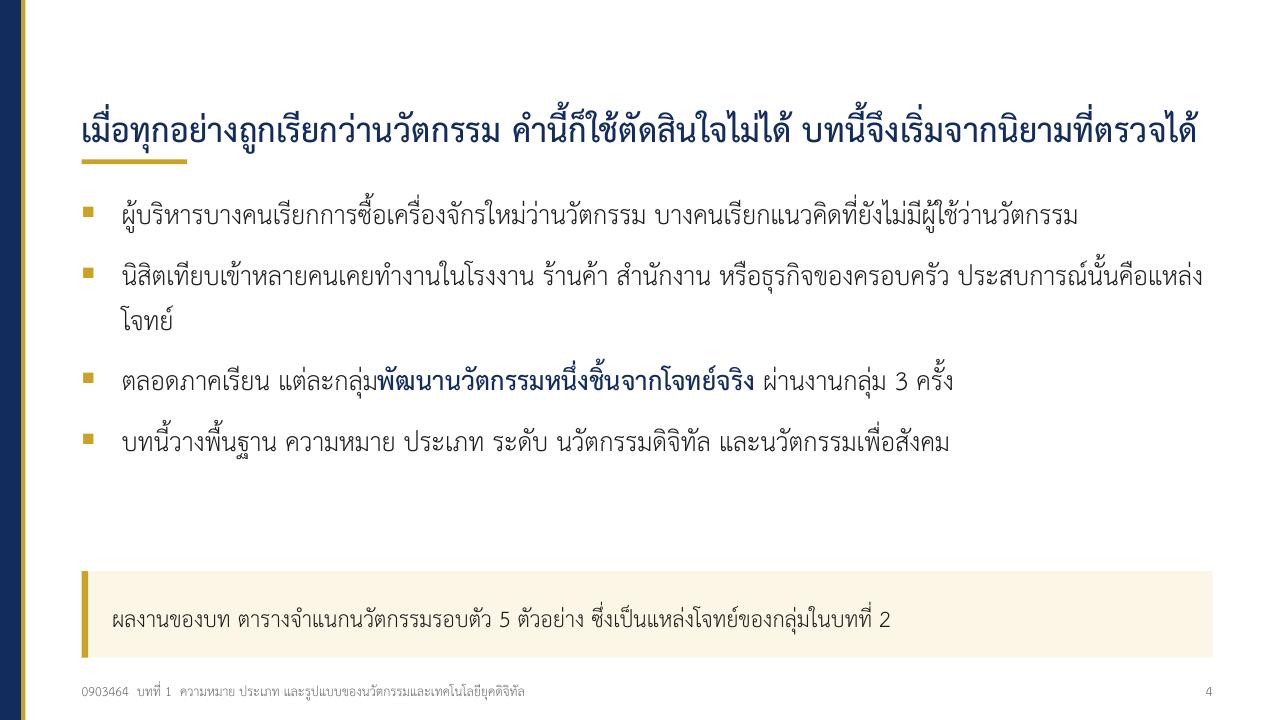 เมื่อทุกอย่างถูกเรียกว่านวัตกรรม คำนี้ก็ใช้ตัดสินใจไม่ได้ บทนี้จึงเริ่มจากนิยามที่ตรวจได้
ผู้บริหารบางคนเรียกการซื้อเครื่องจักรใหม่ว่านวัตกรรม บางคนเรียกแนวคิดที่ยังไม่มีผู้ใช้ว่านวัตกรรม
นิสิตเทียบเข้าหลายคนเคยทำงานในโรงงาน ร้านค้า สำนักงาน หรือธุรกิจของครอบครัว ประสบการณ์นั้นคือแหล่ง
โจทย์
ตลอดภาคเรียน แต่ละกลุ่มพัฒนานวัตกรรมหนึ่งชิ้นจากโจทย์จริง ผ่านงานกลุ่ม 3 ครั้ง
บทนี้วางพื้นฐาน ความหมาย ประเภท ระดับ นวัตกรรมดิจิทัล และนวัตกรรมเพื่อสังคม
ผลงานของบท ตารางจำแนกนวัตกรรมรอบตัว 5 ตัวอย่าง ซึ่งเป็นแหล่งโจทย์ของกลุ่มในบทที่ 2
0903464 บทที่ 1 ความหมาย ประเภท และรูปแบบของนวัตกรรมและเทคโนโลยียุคดิจิทัล
4